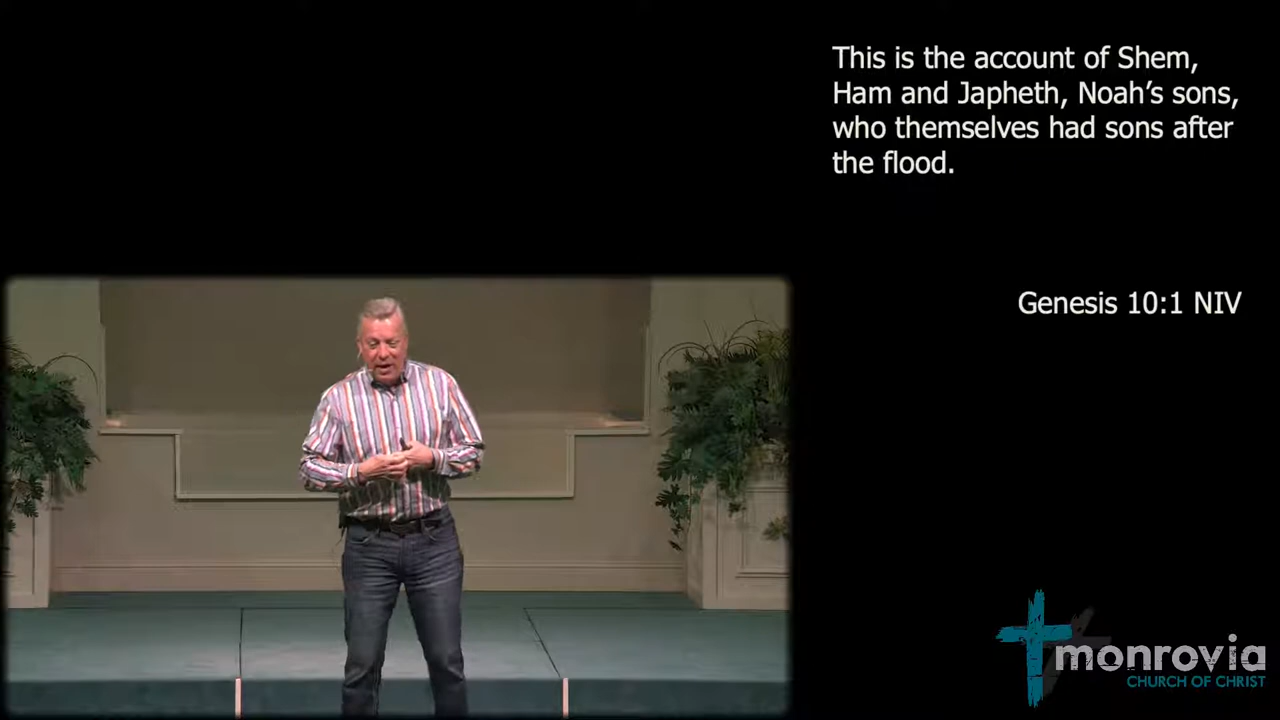 This is the account of Shem,
Ham and Japheth, Noah’s sons,
who themselves had sons after
the flood.
Genesis 10:1 NIV
monrovia
CHURCH OF CHRIST